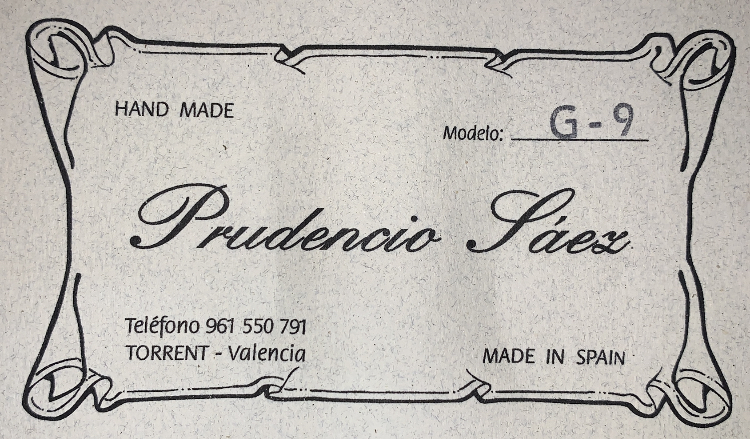 HAND MADE
Modelo: G-9
Prudencio Sáez
Teléfono 961 550 791
TORRENT - Valencia
MADE IN SPAIN